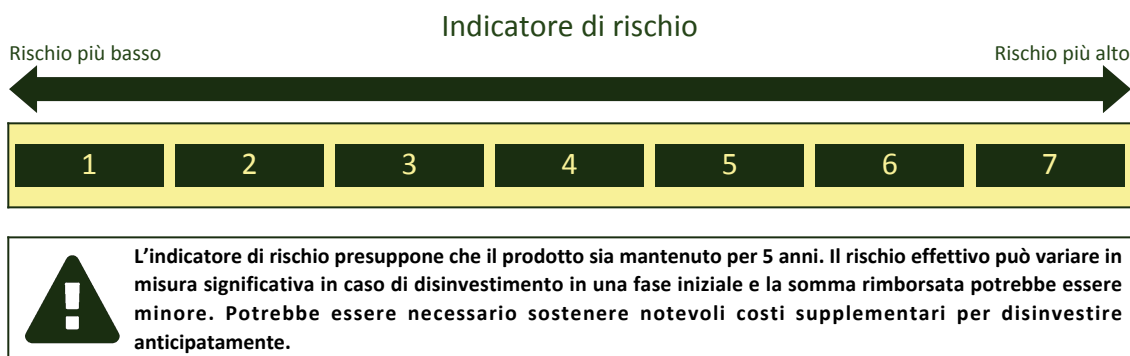 Indicatore di rischio
Rischio più basso
Rischio più alto
1 2 3 4 5 6 7
L’indicatore di rischio presuppone che il prodotto sia mantenuto per 5 anni. Il rischio effettivo può variare in
misura significativa in caso di disinvestimento in una fase iniziale e la somma rimborsata potrebbe essere
minore. Potrebbe essere necessario sostenere notevoli costi supplementari per disinvestire
anticipatamente.